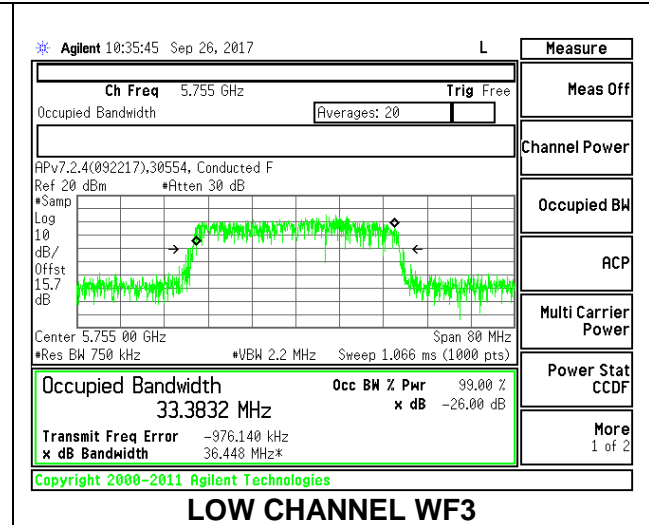 Agilent 10:35:45 Sep 26, 2017 L
Measure
Ch Freq 5.755 GHz Trig Free
Meas Off
Occupied Bandwidth Averages: 20
Channel Power
APv7.2.4(092217),30554, Conducted F
Ref 20 dBm #Atten 30 dB
Occupied BW
#Samp
Log
10
dB/
Offst
15.7
dB
ACP
Multi Carrier
Power
Center 5.755 00 GHz Span 80 MHz
#Res BW 750 kHz #VBW 2.2 MHz Sweep 1.066 ms (1000 pts)
Power Stat
CCDF
Occupied Bandwidth Occ BW % Pwr 99.00 %
33.3832 MHz x dB -26.00 dB
Transmit Freq Error -976.140 kHz
x dB Bandwidth 36.448 MHz*
More
1 of 2
Copyright 2000-2011 Agilent Technologies
LOW CHANNEL WF3